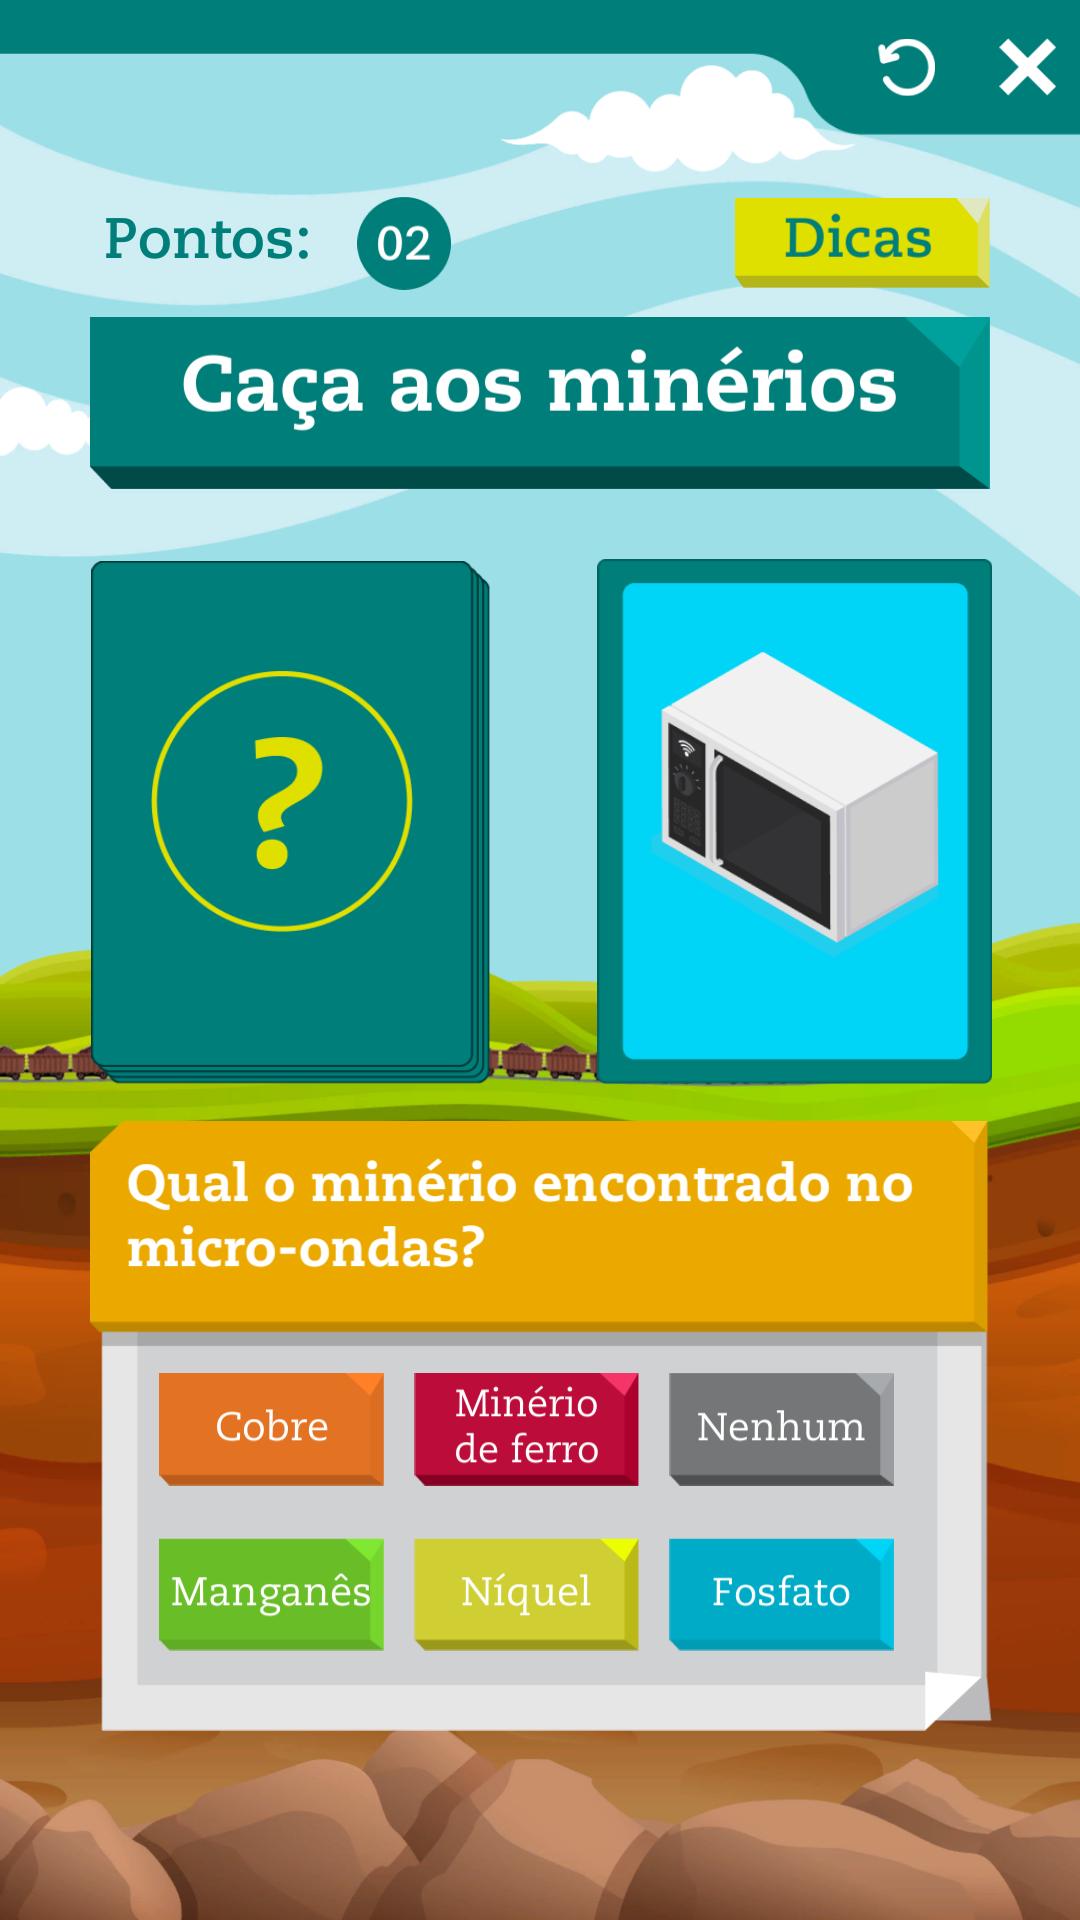 Pontos: 02
Dicas
Caça aos minérios
?
Qual o minério encontrado no
micro-ondas?
Cobre
Minério
de ferro
Nenhum
Manganês
Níquel
Fosfato